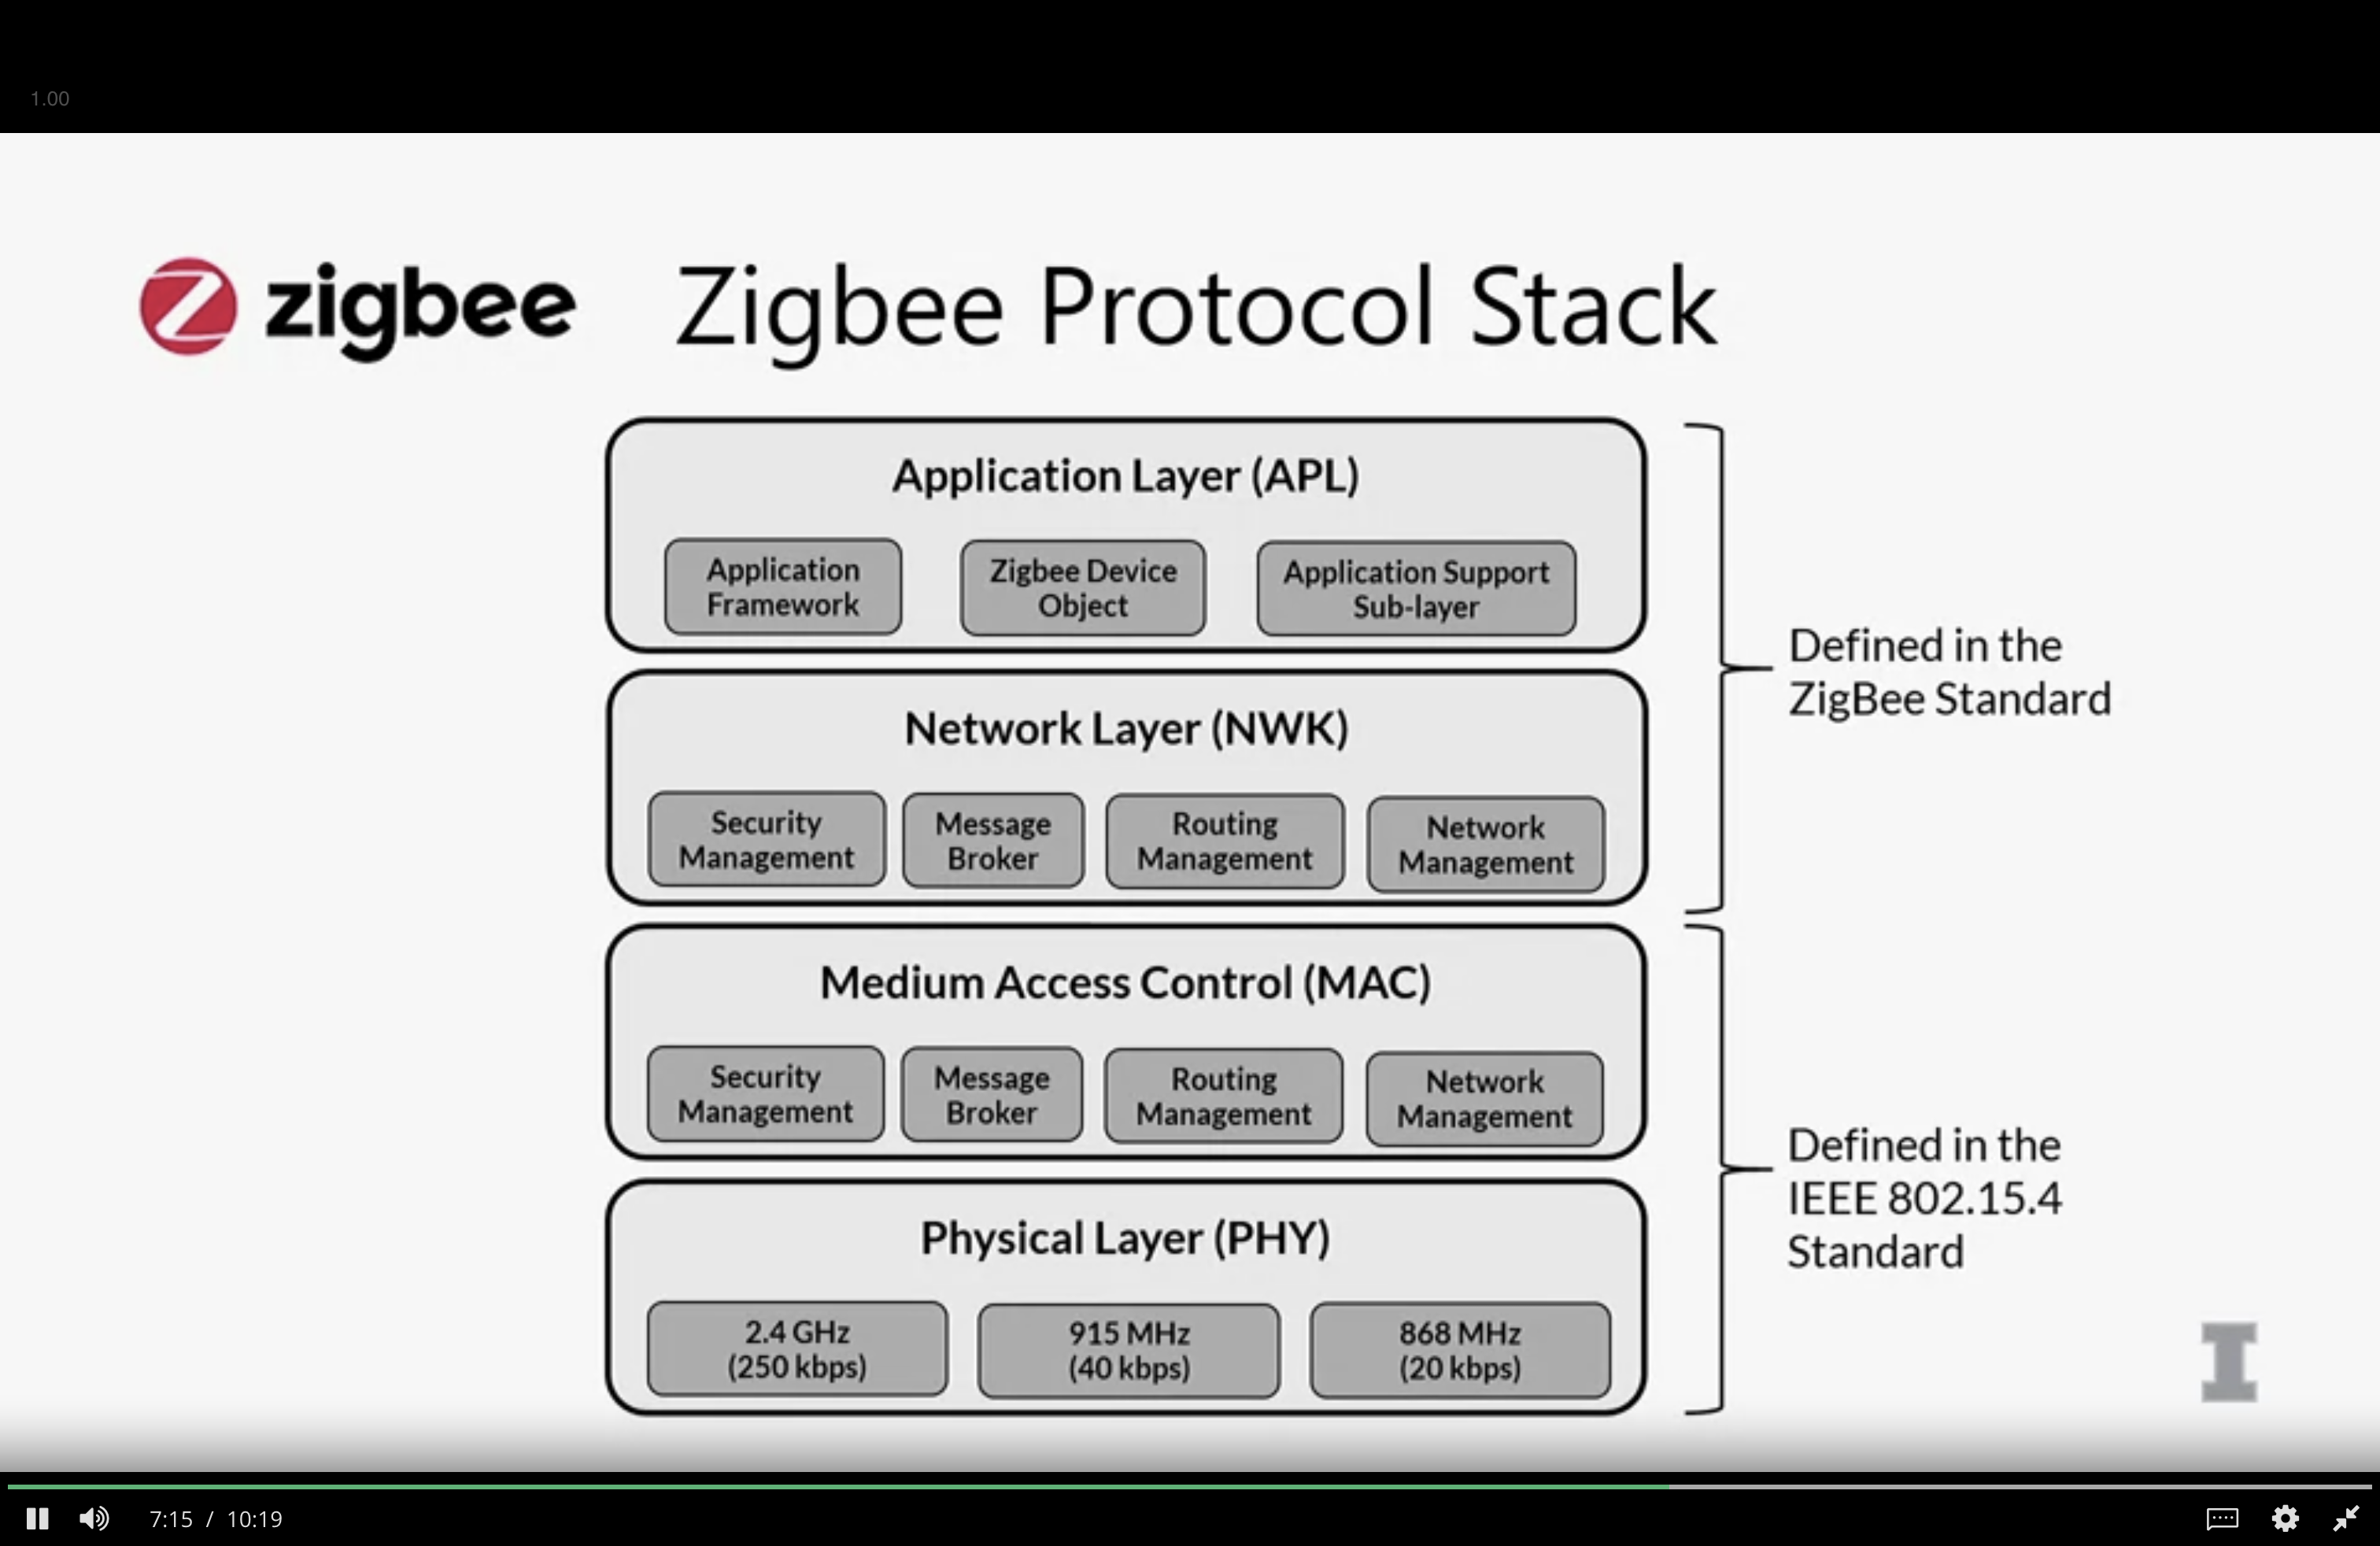 1.00
zigbee Zigbee Protocol Stack
Application Layer (APL)
Application
Framework
Zigbee Device
Object
Application Support
Sub-layer
Defined in the
ZigBee Standard
Network Layer (NWK)
Security
Management
Message
Broker
Routing
Management
Network
Management
Medium Access Control (MAC)
Security
Management
Message
Broker
Routing
Management
Network
Management
Defined in the
IEEE 802.15.4
Standard
Physical Layer (PHY)
2.4 GHz
(250 kbps)
915 MHz
(40 kbps)
868 MHz
(20 kbps)
7:15 / 10:19